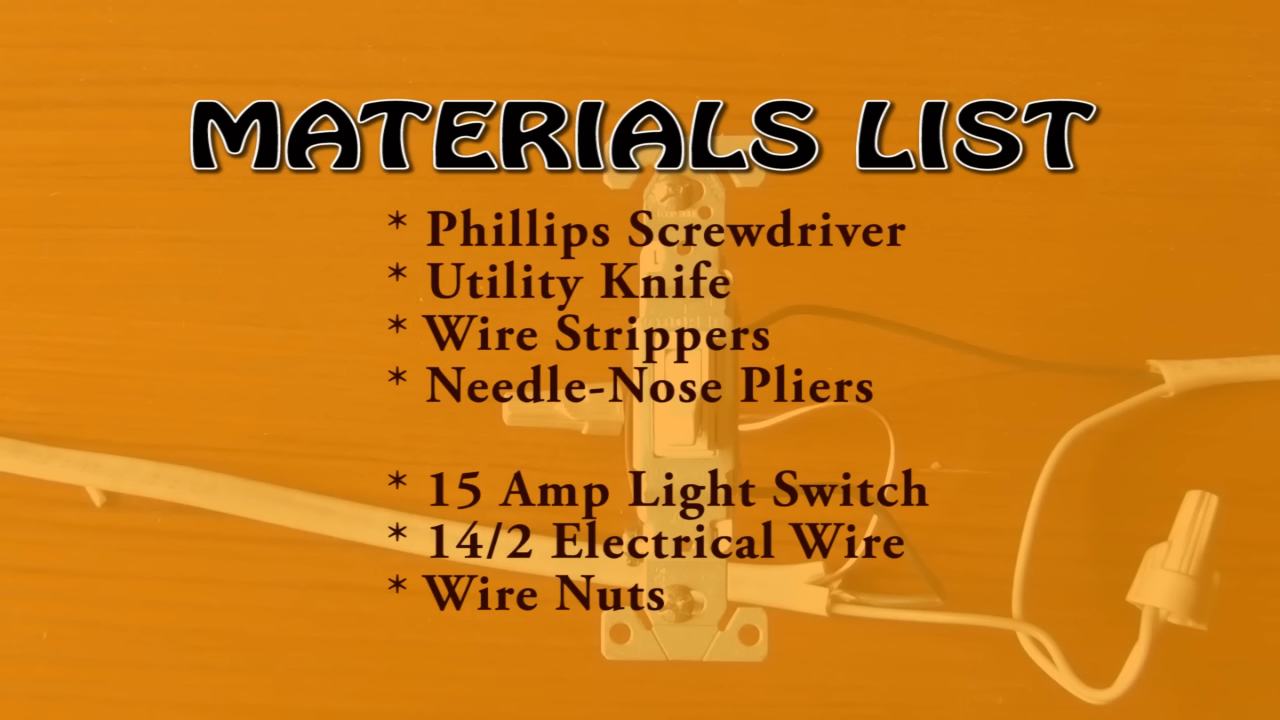 MATERIALS LIST
* Phillips Screwdriver
* Utility Knife
* Wire Strippers
* Needle-Nose Pliers
* 15 Amp Light Switch
* 14/2 Electrical Wire
* Wire Nuts